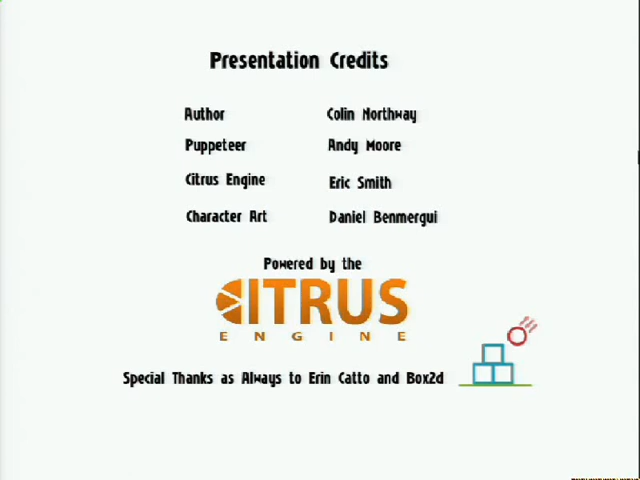 Presentation Credits
Author Colin Northway
Puppeteer Andy Moore
Citrus Engine Eric Smith
Character Art Daniel Benmergui
Powered by the
CITRUS
ENGINE
Special Thanks as Always to Erin Catto and Box2d